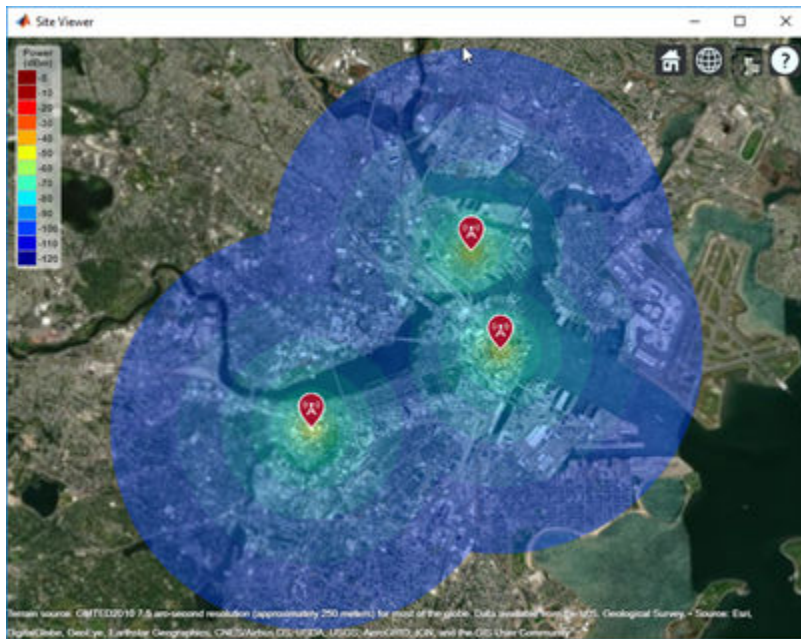 Site Viewer
Power
(dBm)
-5
-10
-20
-30
-40
-50
-60
-70
-80
-90
-100
-110
-120
?
Terrain source: GMTED2010 7.5 arc-second resolution (approximately 250 meters) for most of the globe. Data available from the U.S. Geological Survey. • Source: Esri,
DigitalGlobe, GeoEye, Earthstar Geographics, CNES/Airbus DS, USDA, USGS, AeroGRID, IGN, and the GIS User Community